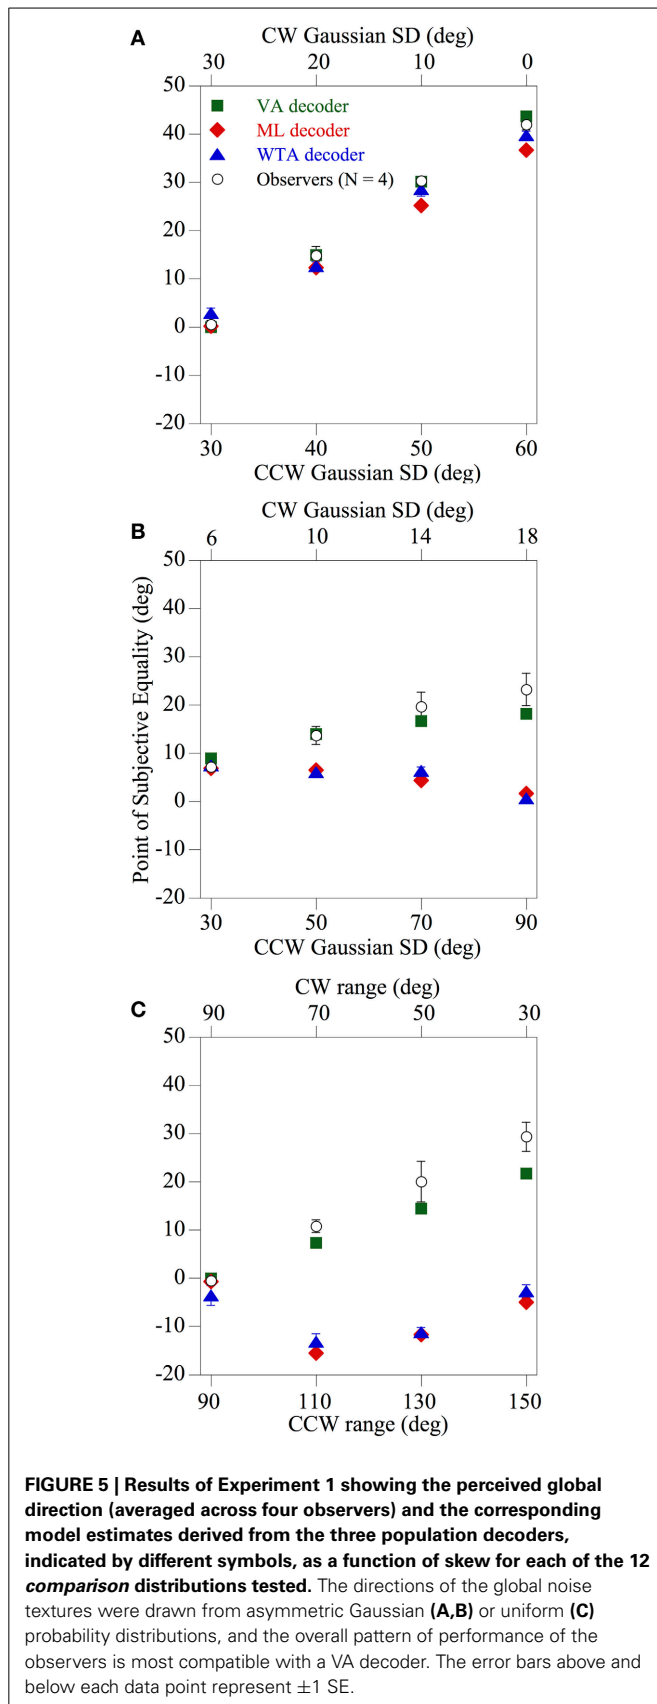 A
CW Gaussian SD (deg)
30 20 10 0
50
40
30
20
10
0
-10
-20
VA decoder
ML decoder
WTA decoder
Observers (N = 4)
30 40 50 60
CCW Gaussian SD (deg)
B
CW Gaussian SD (deg)
6 10 14 18
50
40
30
20
10
0
-10
-20
Point of Subjective Equality (deg)
30 50 70 90
CCW Gaussian SD (deg)
C
CW range (deg)
90 70 50 30
50
40
30
20
10
0
-10
-20
90 110 130 150
CCW range (deg)
FIGURE 5 | Results of Experiment 1 showing the perceived global
direction (averaged across four observers) and the corresponding
model estimates derived from the three population decoders,
indicated by different symbols, as a function of skew for each of the 12
comparison distributions tested. The directions of the global noise
textures were drawn from asymmetric Gaussian (A,B) or uniform (C)
probability distributions, and the overall pattern of performance of the
observers is most compatible with a VA decoder. The error bars above and
below each data point represent ±1 SE.